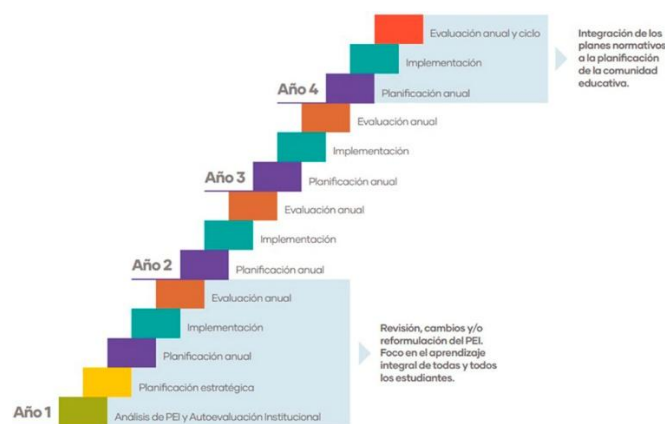 Evaluación anual y ciclo
Integración de los
planes normativos
a la planificación
de la comunidad
educativa.
Implementación
Año 4
Planificación anual
Evaluación anual
Implementación
Año 3
Planificación anual
Evaluación anual
Implementación
Año 2
Planificación anual
Evaluación anual
Implementación
Revisión, cambios y/o
reformulación del PEI.
Foco en el aprendizaje
integral de todas y todos
los estudiantes.
Planificación anual
Planificación estratégica
Año 1
Análisis de PEI y Autoevaluación Institucional